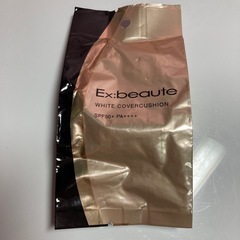 Ex:beaute
WHITE COVERCUSHION
SPF50+ PA++++